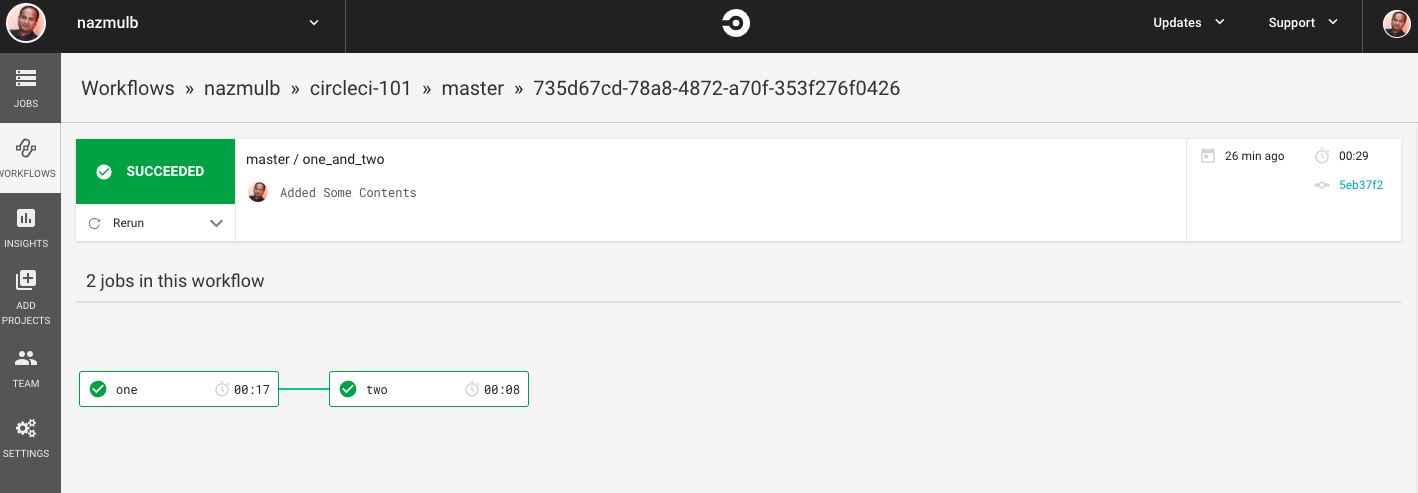 nazmulb
Updates
Support
JOBS
WORKFLOWS
INSIGHTS
ADD
PROJECTS
TEAM
SETTINGS
Workflows » nazmulb » circleci-101 » master » 735d67cd-78a8-4872-a70f-353f276f0426
SUCCEEDED
Rerun
master / one_and_two
Added Some Contents
26 min ago
00:29
5eb37f2
2 jobs in this workflow
one 00:17
two 00:08